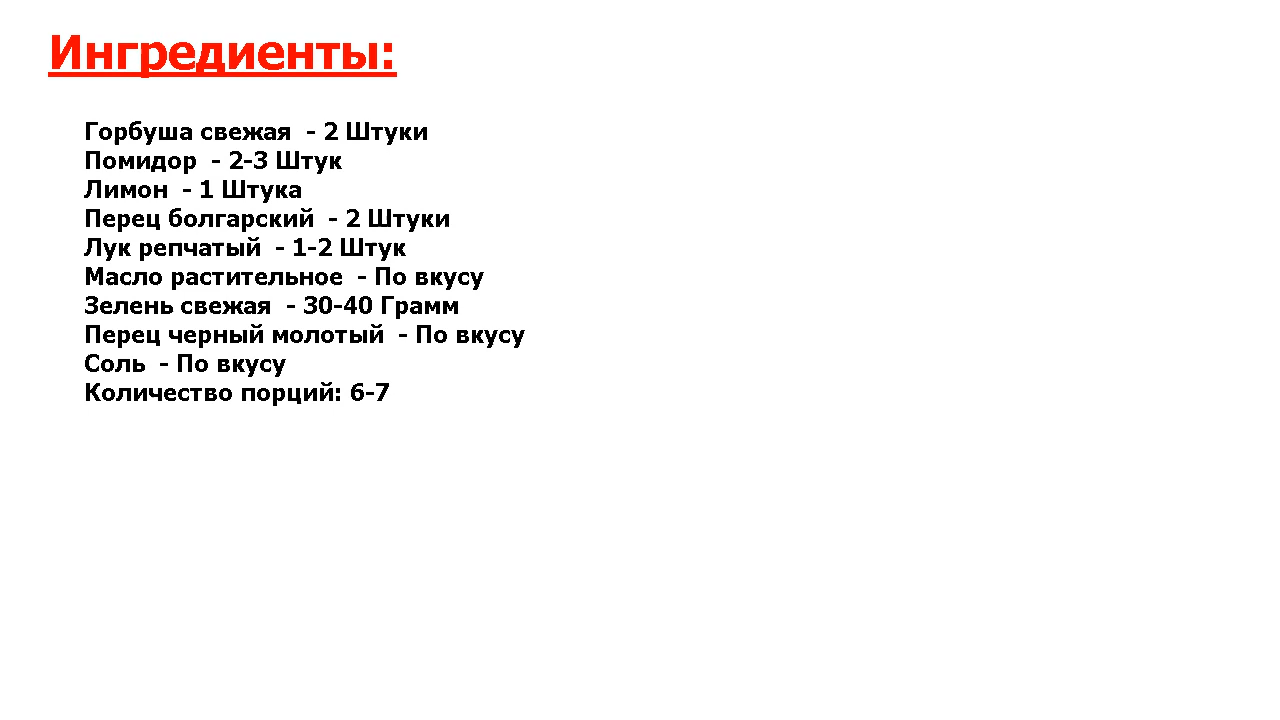 Ингредиенты:
Горбуша свежая - 2 Штуки
Помидор - 2-3 Штук
Лимон - 1 Штука
Перец болгарский - 2 Штуки
Лук репчатый - 1-2 Штук
Масло растительное - По вкусу
Зелень свежая - 30-40 Грамм
Перец черный молотый - По вкусу
Соль - По вкусу
Количество порций: 6-7